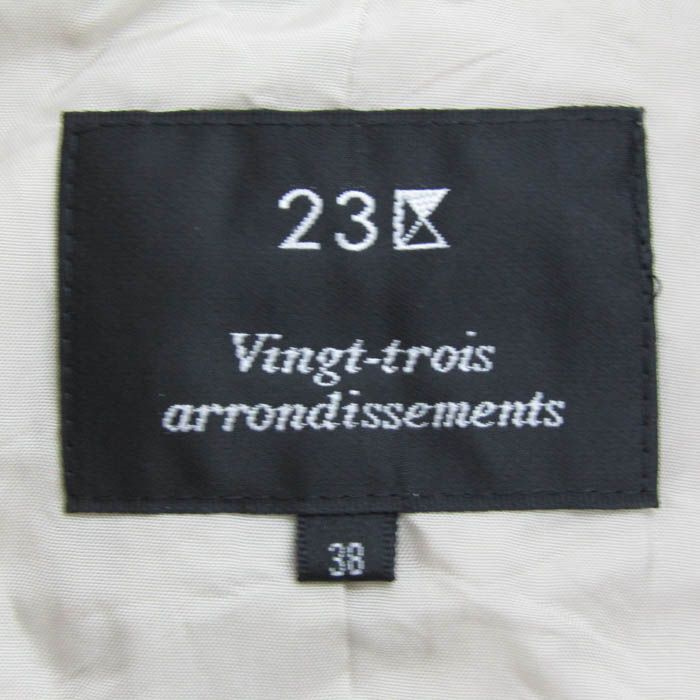 23区
Vingt-trois
arrondissements
38